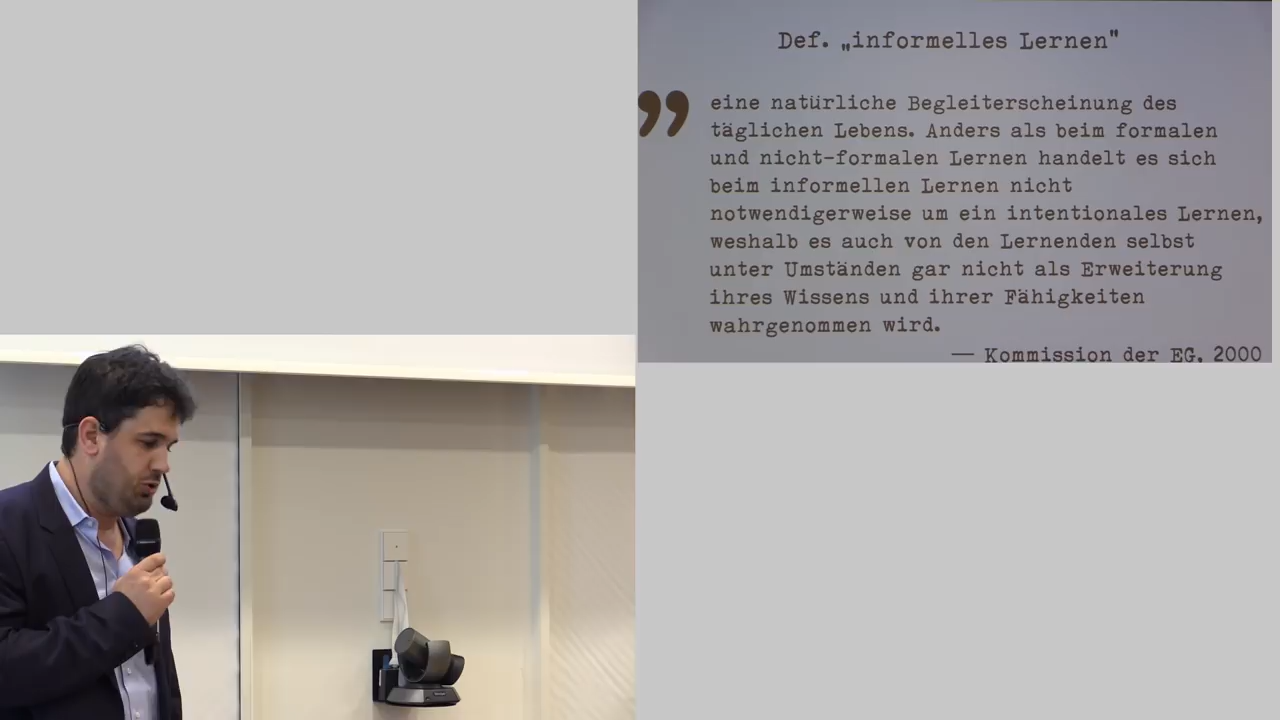 Def. „informelles Lernen"
” eine natürliche Begleiterscheinung des
täglichen Lebens. Anders als beim formalen
und nicht-formalen Lernen handelt es sich
beim informellen Lernen nicht
notwendigerweise um ein intentionales Lernen,
weshalb es auch von den Lernenden selbst
unter Umständen gar nicht als Erweiterung
ihres Wissens und ihrer Fähigkeiten
wahrgenommen wird.
— Kommission der EG, 2000